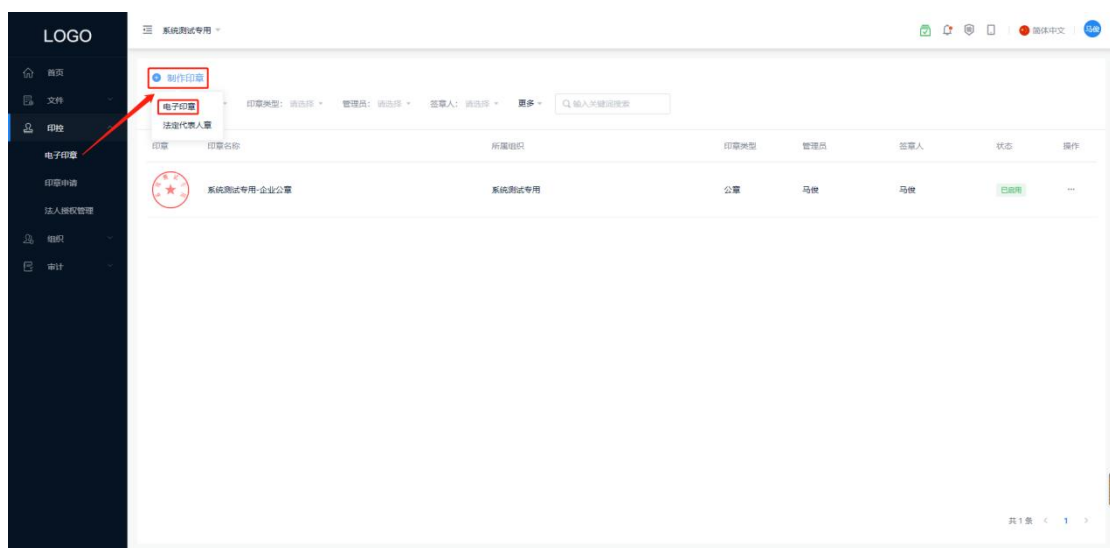 LOGO
系统测试专用
简体中文
马俊
首页
文件
印控
电子印章
印章申请
法人授权管理
组织
审计
制作印章
电子印章
法定代表人章
印章类型: 请选择
管理员: 请选择
签章人: 请选择
更多
输入关键词搜索
印章 印章名称 所属组织 印章类型 管理员 签章人 状态 操作
系统测试专用-企业公章 系统测试专用 公章 马俊 马俊 已启用 ...
共 1 条 < 1 >